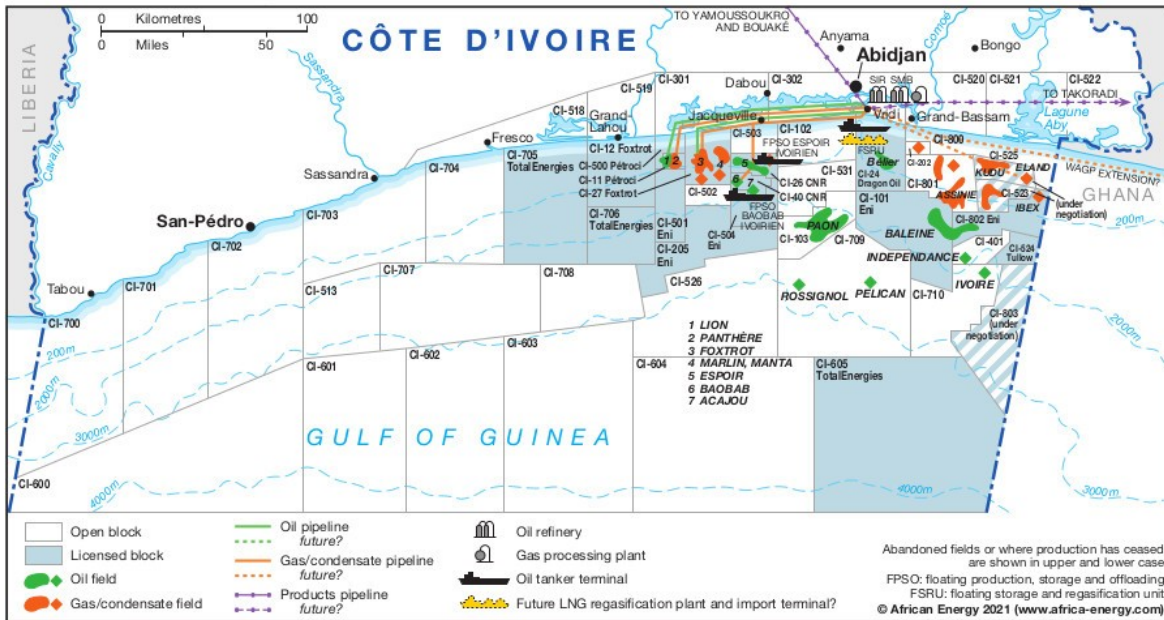 0 Kilometres 100
0 Miles 50
CÔTE D'IVOIRE
TO YAMOUSSOUKRO
AND BOUAKÉ
Anyama
Bongo
Comoé
Abidjan
LIBERIA
Cavally
Sassandra
CI-301
Dabou
CI-302
SIR SMB
CI-520
CI-521
CI-522
CI-519
CI-518
Grand-
Lahou
TO TAKORADI
Jacqueville
Vridi
Grand-Bassam
Lagune
Aby
Fresco
CI-12 Foxtrot
CI-503
CI-102
FPSO ESPOIR
IVOIRIEN
FSRU
CI-800
WAGP EXTENSION?
GHANA
CI-704
CI-705
TotalEnergies
CI-500 Pétroci
CI-11 Pétroci
CI-27 Foxtrot
1
2
3
4
5
6
7
CI-502
CI-531
Bélier
CI-24
Dragon Oil
CI-202
CI-525
KUDU
ELAND
CI-801
ASSINIE
CI-523
IBEX
(under
negotiation)
Sassandra
CI-26 CNR
CI-40 CNR
FPSO
BAOBAB
IVOIRIEN
CI-101
Eni
200m
San-Pédro
CI-703
CI-706
TotalEnergies
CI-501
Eni
CI-504
Eni
CI-103
PAON
CI-709
BALEINE
CI-802 Eni
CI-401
CI-702
CI-205
Eni
INDEPENDANCE
CI-524
Tullow
Tabou
CI-701
CI-707
CI-708
CI-513
CI-526
ROSSIGNOL
PELICAN
CI-710
IVOIRE
CI-803
(under
negotiation)
2000m
CI-700
200m
1 LION
2 PANTHÈRE
3 FOXTROT
4 MARLIN, MANTA
5 ESPOIR
6 BAOBAB
7 ACAJOU
CI-601
CI-602
CI-603
CI-604
CI-605
TotalEnergies
2000m
3000m
GULF OF GUINEA
CI-600
4000m
4000m
3000m
Open block
Licensed block
Oil field
Gas/condensate field
Oil pipeline
future?
Gas/condensate pipeline
future?
Products pipeline
future?
Oil refinery
Gas processing plant
Oil tanker terminal
Future LNG regasification plant and import terminal?
Abandoned fields or where production has ceased
are shown in upper and lower case
FPSO: floating production, storage and offloading
FSRU: floating storage and regasification unit
© African Energy 2021 (www.africa-energy.com)